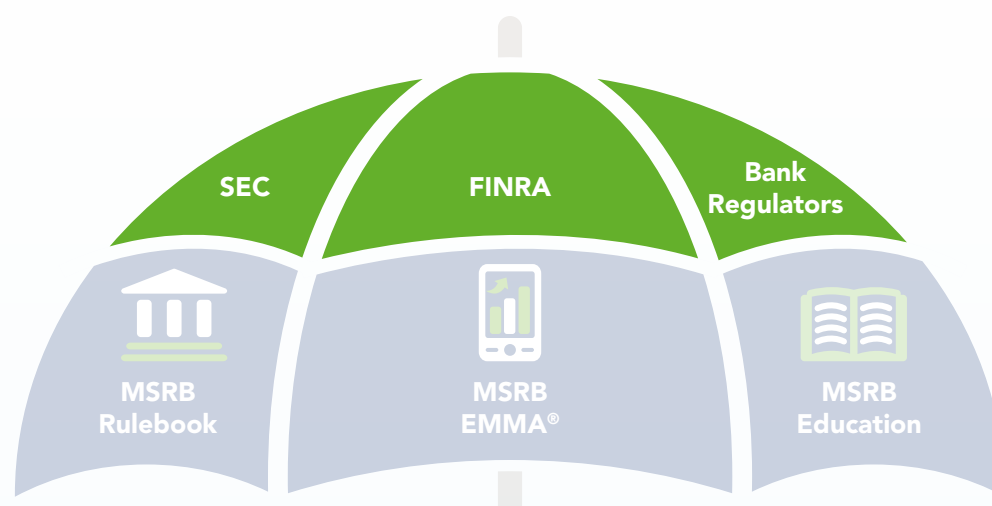 SEC
FINRA
Bank
Regulators
MSRB
Rulebook
MSRB
EMMA®
MSRB
Education